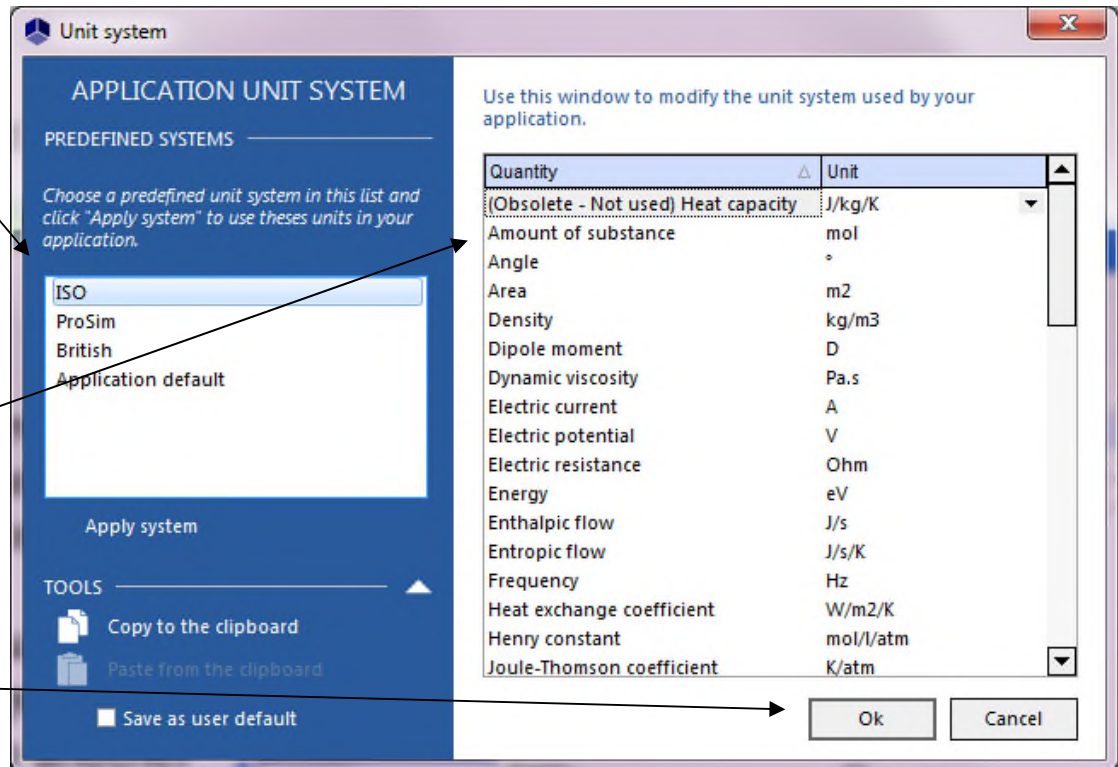 Unit system
x
APPLICATION UNIT SYSTEM
PREDEFINED SYSTEMS
Choose a predefined unit system in this list and
click "Apply system" to use theses units in your
application.
ISO
ProSim
British
Application default
Apply system
TOOLS
Copy to the clipboard
Paste from the clipboard
Save as user default
Use this window to modify the unit system used by your
application.
Quantity Unit
(Obsolete - Not used) Heat capacity J/kg/K
Amount of substance mol
Angle °
Area m2
Density kg/m3
Dipole moment D
Dynamic viscosity Pa.s
Electric current A
Electric potential V
Electric resistance Ohm
Energy eV
Enthalpic flow J/s
Entropic flow J/s/K
Frequency Hz
Heat exchange coefficient W/m2/K
Henry constant mol/l/atm
Joule-Thomson coefficient K/atm
Ok Cancel